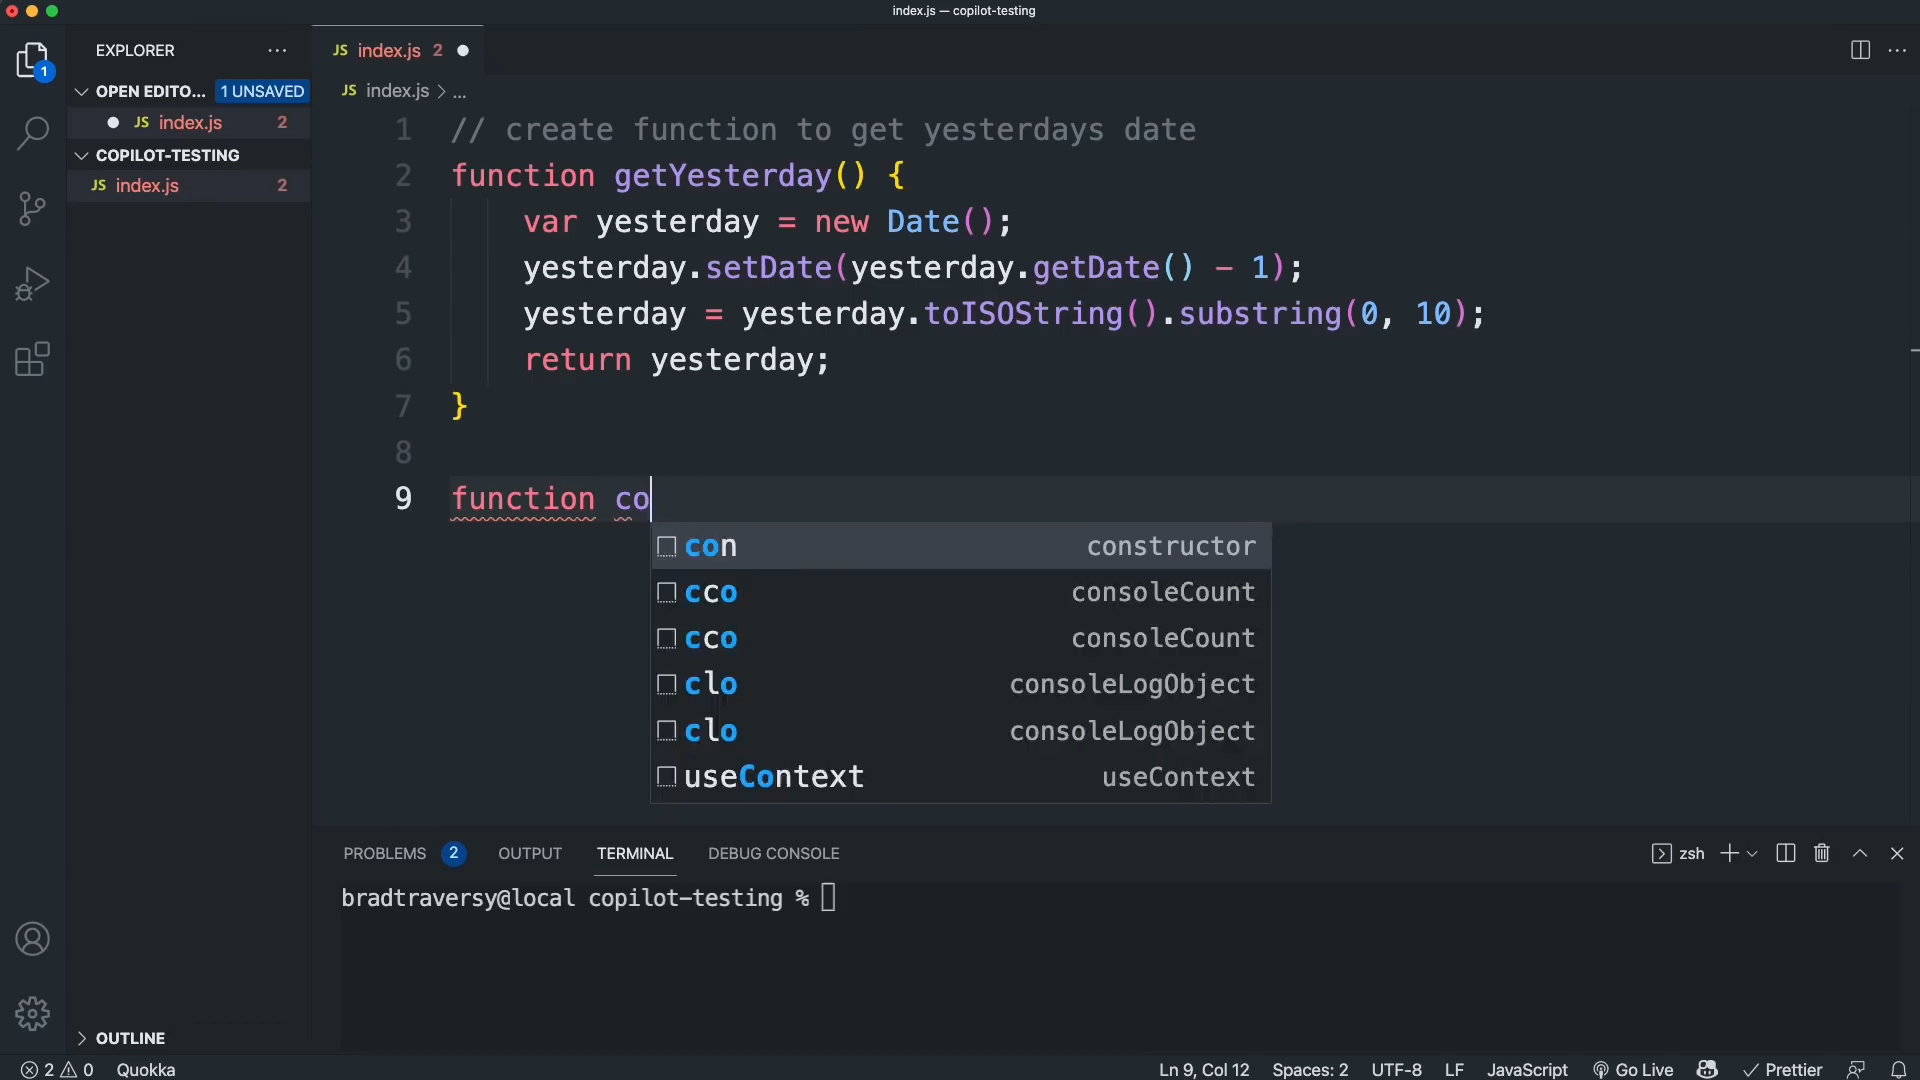 index.js — copilot-testing
EXPLORER
OPEN EDITO... 1 UNSAVED
JS index.js 2
COPILOT-TESTING
JS index.js 2
1
JS index.js 2
JS index.js > ...
1 // create function to get yesterdays date
2 function getYesterday() {
3 var yesterday = new Date();
4 yesterday.setDate(yesterday.getDate() - 1);
5 yesterday = yesterday.toISOString().substring(0, 10);
6 return yesterday;
7 }
8
9 function co
con constructor
cco consoleCount
cco consoleCount
clo consoleLogObject
clo consoleLogObject
useContext useContext
PROBLEMS 2 OUTPUT TERMINAL DEBUG CONSOLE zsh
bradtraversy@local copilot-testing %
OUTLINE
2 0 Quokka Ln 9, Col 12 Spaces: 2 UTF-8 LF JavaScript Go Live Prettier